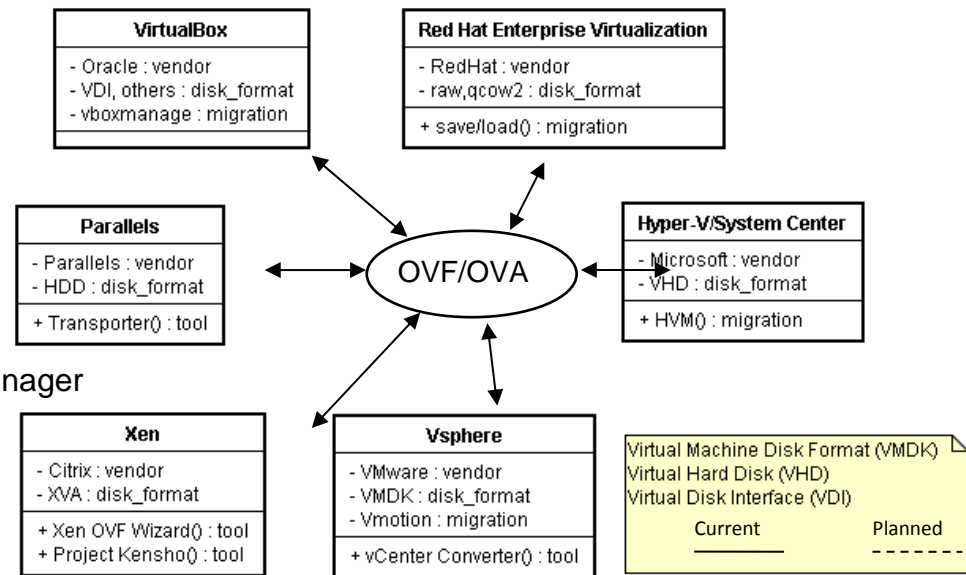 VirtualBox
- Oracle : vendor
- VDI, others : disk_format
- vboxmanage : migration
Red Hat Enterprise Virtualization
- RedHat : vendor
- raw,qcow2 : disk_format
+ save/load() : migration
Parallels
- Parallels : vendor
- HDD : disk_format
+ Transporter() : tool
OVF/OVA
Hyper-V/System Center
- Microsoft : vendor
- VHD : disk_format
+ HVM() : migration
nager
Xen
- Citrix : vendor
- XVA : disk_format
+ Xen OVF Wizard() : tool
+ Project Kensho() : tool
Vsphere
- VMware : vendor
- VMDK : disk_format
- Vmotion : migration
+ vCenter Converter() : tool
Virtual Machine Disk Format (VMDK)
Virtual Hard Disk (VHD)
Virtual Disk Interface (VDI)
Current Planned